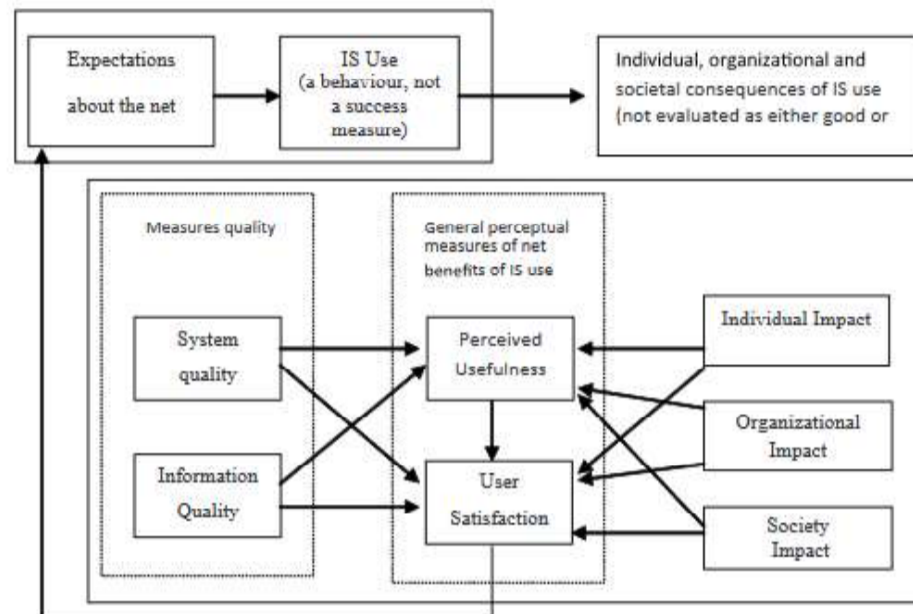 Expectations
about the net
IS Use
(a behaviour, not
a success
measure)
Individual, organizational and
societal consequences of IS use
(not evaluated as either good or
Measures quality
General perceptual
measures of net
benefits of IS use
System
quality
Perceived
Usefulness
Individual Impact
Organizational
Impact
Information
Quality
User
Satisfaction
Society
Impact